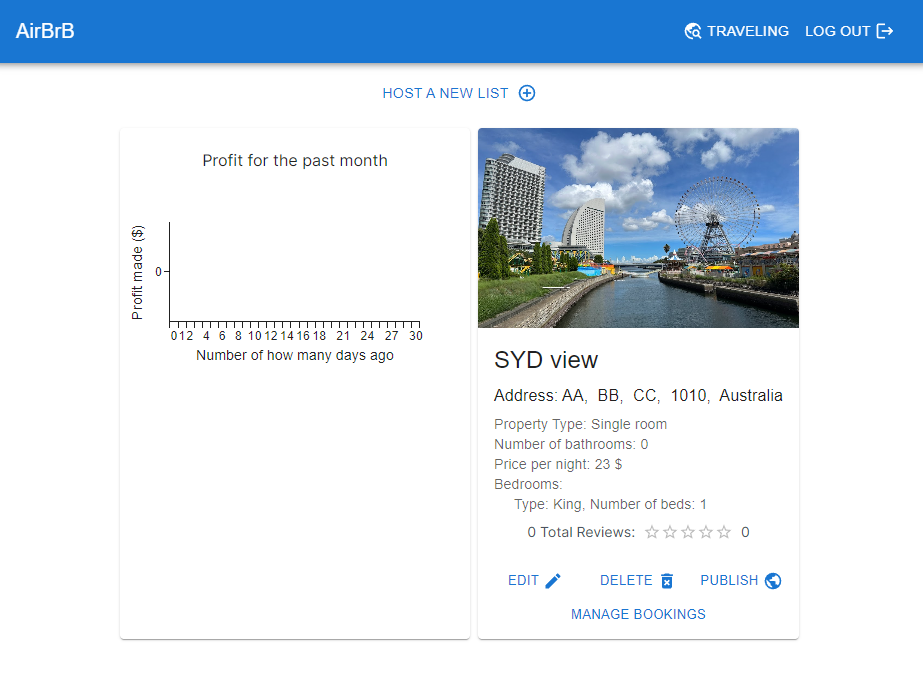 AirBrB
TRAVELING
LOG OUT
HOST A NEW LIST
Profit for the past month
Profit made ($)
0
0 1 2 4 6 8 10 12 14 16 18 21 24 27 30
Number of how many days ago
SYD view
Address: AA, BB, CC, 1010, Australia
Property Type: Single room
Number of bathrooms: 0
Price per night: 23 $
Bedrooms:
Type: King, Number of beds: 1
0 Total Reviews: 0
EDIT
DELETE
PUBLISH
MANAGE BOOKINGS